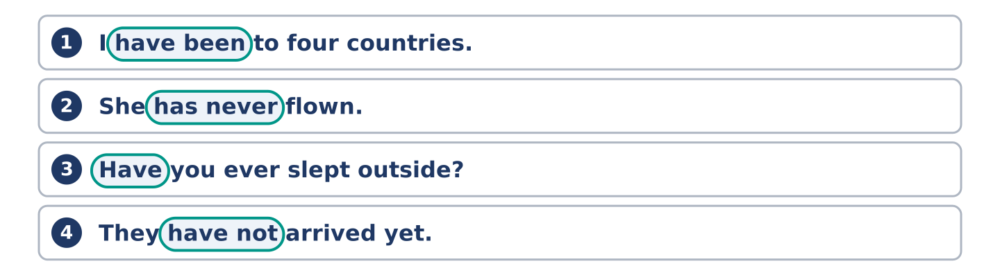 1 I have been to four countries.
2 She has never flown.
3 Have you ever slept outside?
4 They have not arrived yet.